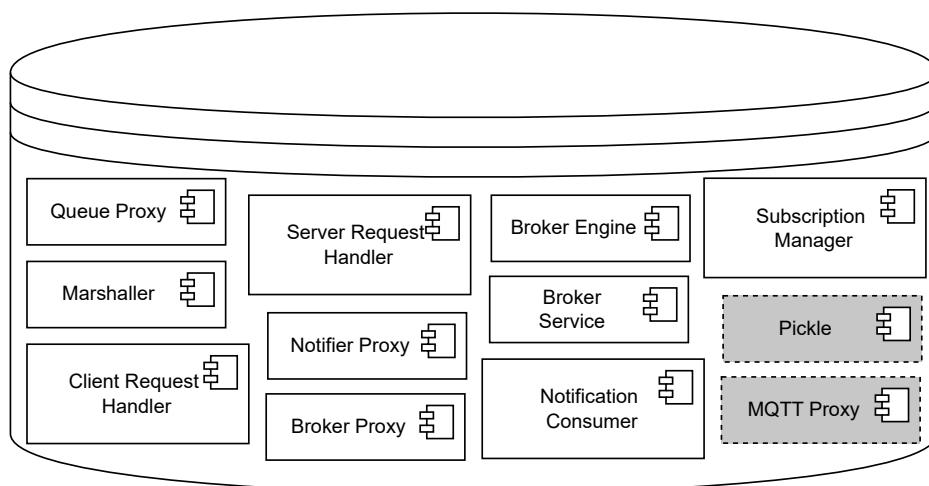 Queue Proxy
Marshaller
Client Request
Handler
Server Request
Handler
Notifier Proxy
Broker Proxy
Broker Engine
Broker
Service
Notification
Consumer
Subscription
Manager
Pickle
MQTT Proxy